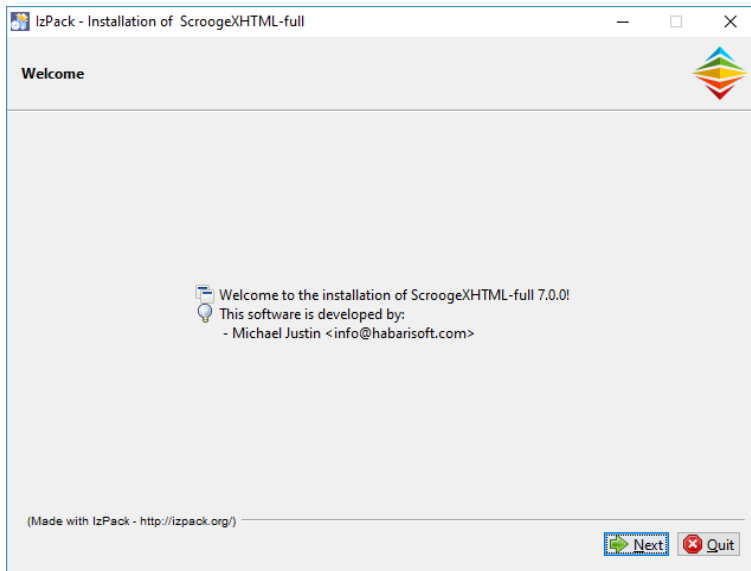 IzPack - Installation of ScroogeXHTML-full
Welcome
Welcome to the installation of ScroogeXHTML-full 7.0.0!
This software is developed by:
- Michael Justin <info@habarisoft.com>
(Made with IzPack - http://izpack.org/)
Next Quit